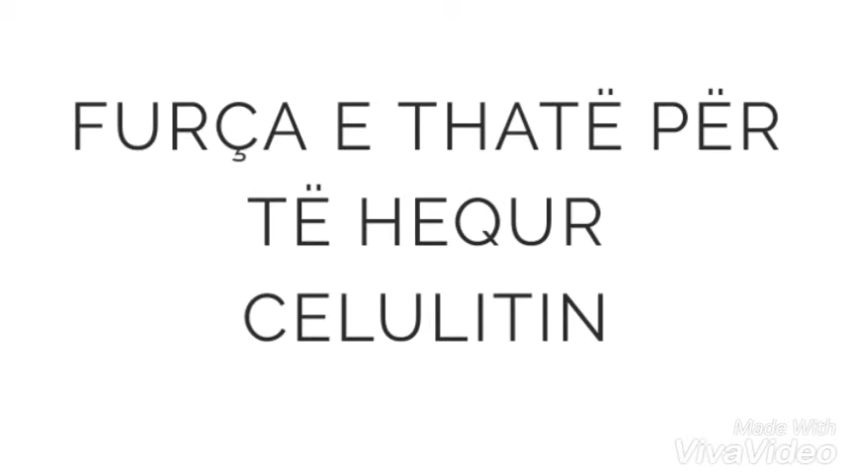 FURÇA E THATË PËR
TË HEQUR
CELULITIN
Made With
VivaVideo